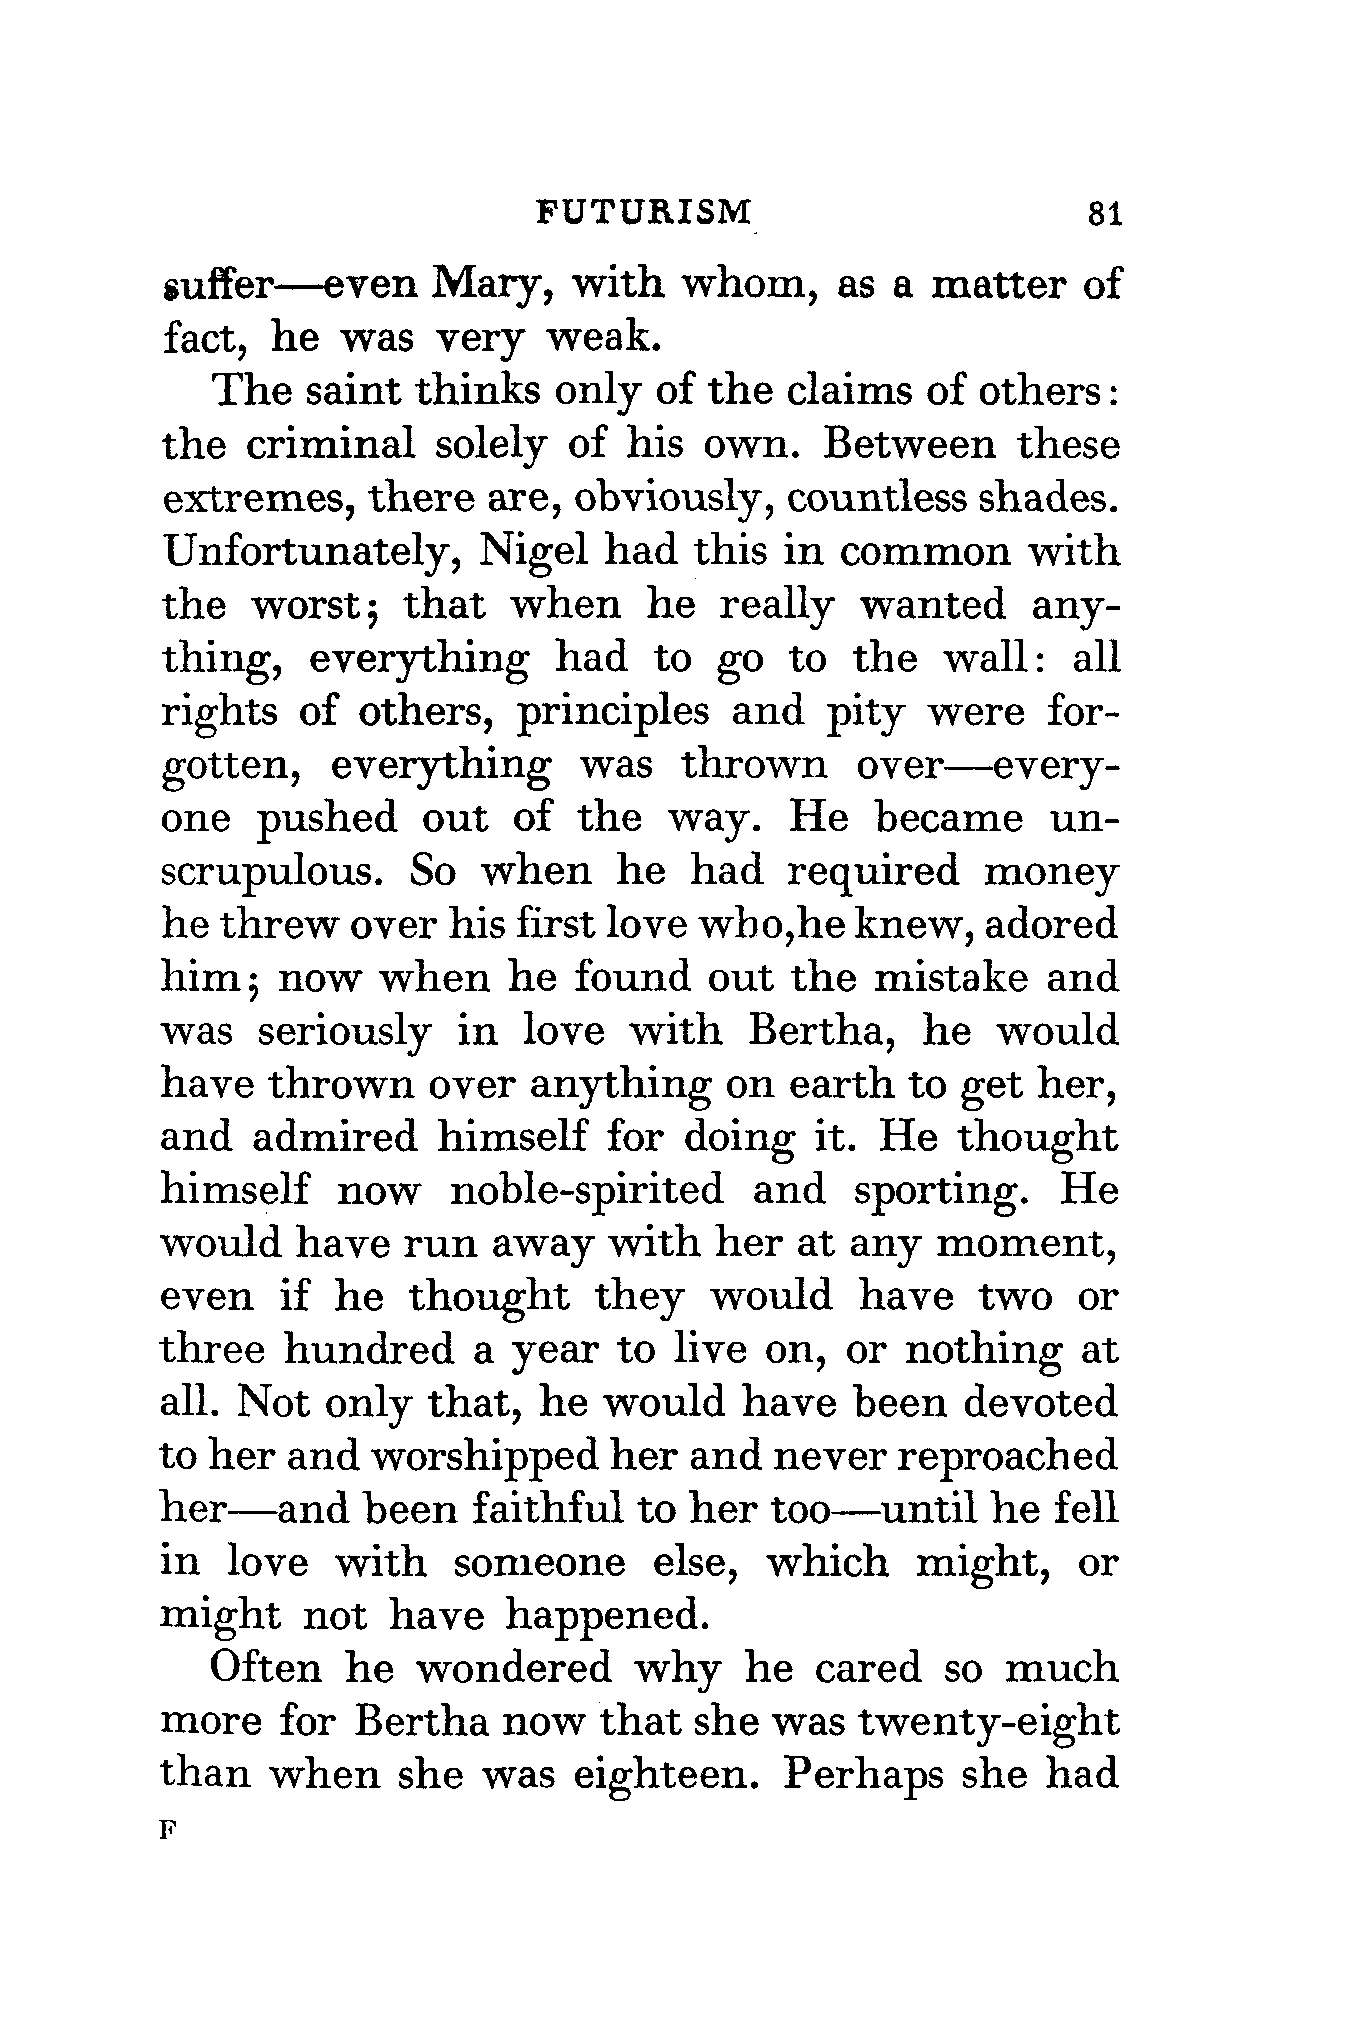 FUTURISM 81
suffer—even Mary, with whom, as a matter of
fact, he was very weak.
The saint thinks only of the claims of others:
the criminal solely of his own. Between these
extremes, there are, obviously, countless shades.
Unfortunately, Nigel had this in common with
the worst; that when he really wanted any-
thing, everything had to go to the wall: all
rights of others, principles and pity were for-
gotten, everything was thrown over—every-
one pushed out of the way. He became un-
scrupulous. So when he had required money
he threw over his first love who,he knew, adored
him; now when he found out the mistake and
was seriously in love with Bertha, he would
have thrown over anything on earth to get her,
and admired himself for doing it. He thought
himself now noble-spirited and sporting. He
would have run away with her at any moment,
even if he thought they would have two or
three hundred a year to live on, or nothing at
all. Not only that, he would have been devoted
to her and worshipped her and never reproached
her—and been faithful to her too—until he fell
in love with someone else, which might, or
might not have happened.
Often he wondered why he cared so much
more for Bertha now that she was twenty-eight
than when she was eighteen. Perhaps she had
F